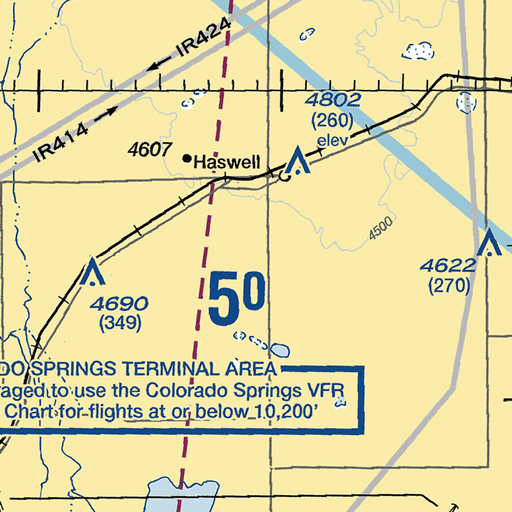 IR424
IR414
4802
(260)
elev
4607
Haswell
4500
4622
(270)
4690
(349)
50
DO SPRINGS TERMINAL AREA
raged to use the Colorado Springs VFR
Chart for flights at or below 10,200'